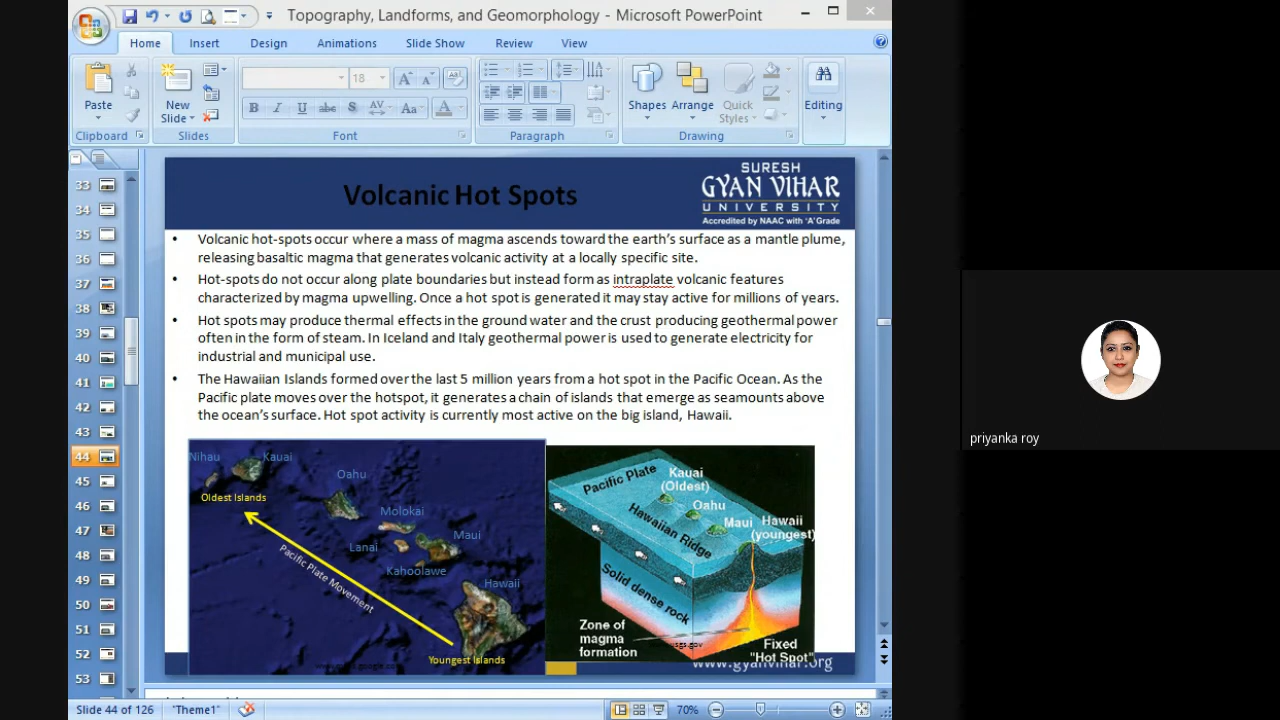 Topography, Landforms, and Geomorphology - Microsoft PowerPoint
Home
Insert
Design
Animations
Slide Show
Review
View
Paste
Clipboard
New
Slide
Slides
18
B I U abc S AV Aa A
Font
Paragraph
Shapes
Arrange
Quick
Styles
Drawing
Editing
33
34
35
36
37
38
39
40
41
42
43
44
45
46
47
48
49
50
51
52
53
Volcanic Hot Spots
SURESH
GYAN VIHAR
UNIVERSITY
Accredited by NAAC with 'A' Grade
• Volcanic hot-spots occur where a mass of magma ascends toward the earth's surface as a mantle plume,
releasing basaltic magma that generates volcanic activity at a locally specific site.
• Hot-spots do not occur along plate boundaries but instead form as intraplate volcanic features
characterized by magma upwelling. Once a hot spot is generated it may stay active for millions of years.
• Hot spots may produce thermal effects in the ground water and the crust producing geothermal power
often in the form of steam. In Iceland and Italy geothermal power is used to generate electricity for
industrial and municipal use.
• The Hawaiian Islands formed over the last 5 million years from a hot spot in the Pacific Ocean. As the
Pacific plate moves over the hotspot, it generates a chain of islands that emerge as seamounts above
the ocean's surface. Hot spot activity is currently most active on the big island, Hawaii.
Nihau
Kauai
Oldest Islands
Oahu
Molokai
Lanai
Maui
Kahoolawe
Hawaii
Pacific Plate Movement
Youngest Islands
Pacific Plate
Kauai
(Oldest)
Oahu
Maui
Hawaii
(youngest)
Hawaiian Ridge
Solid dense rock
Zone of
magma
formation
Fixed
"Hot Spot"
www.gyanvihar.org
Slide 44 of 126
"Theme1"
70%
priyanka roy